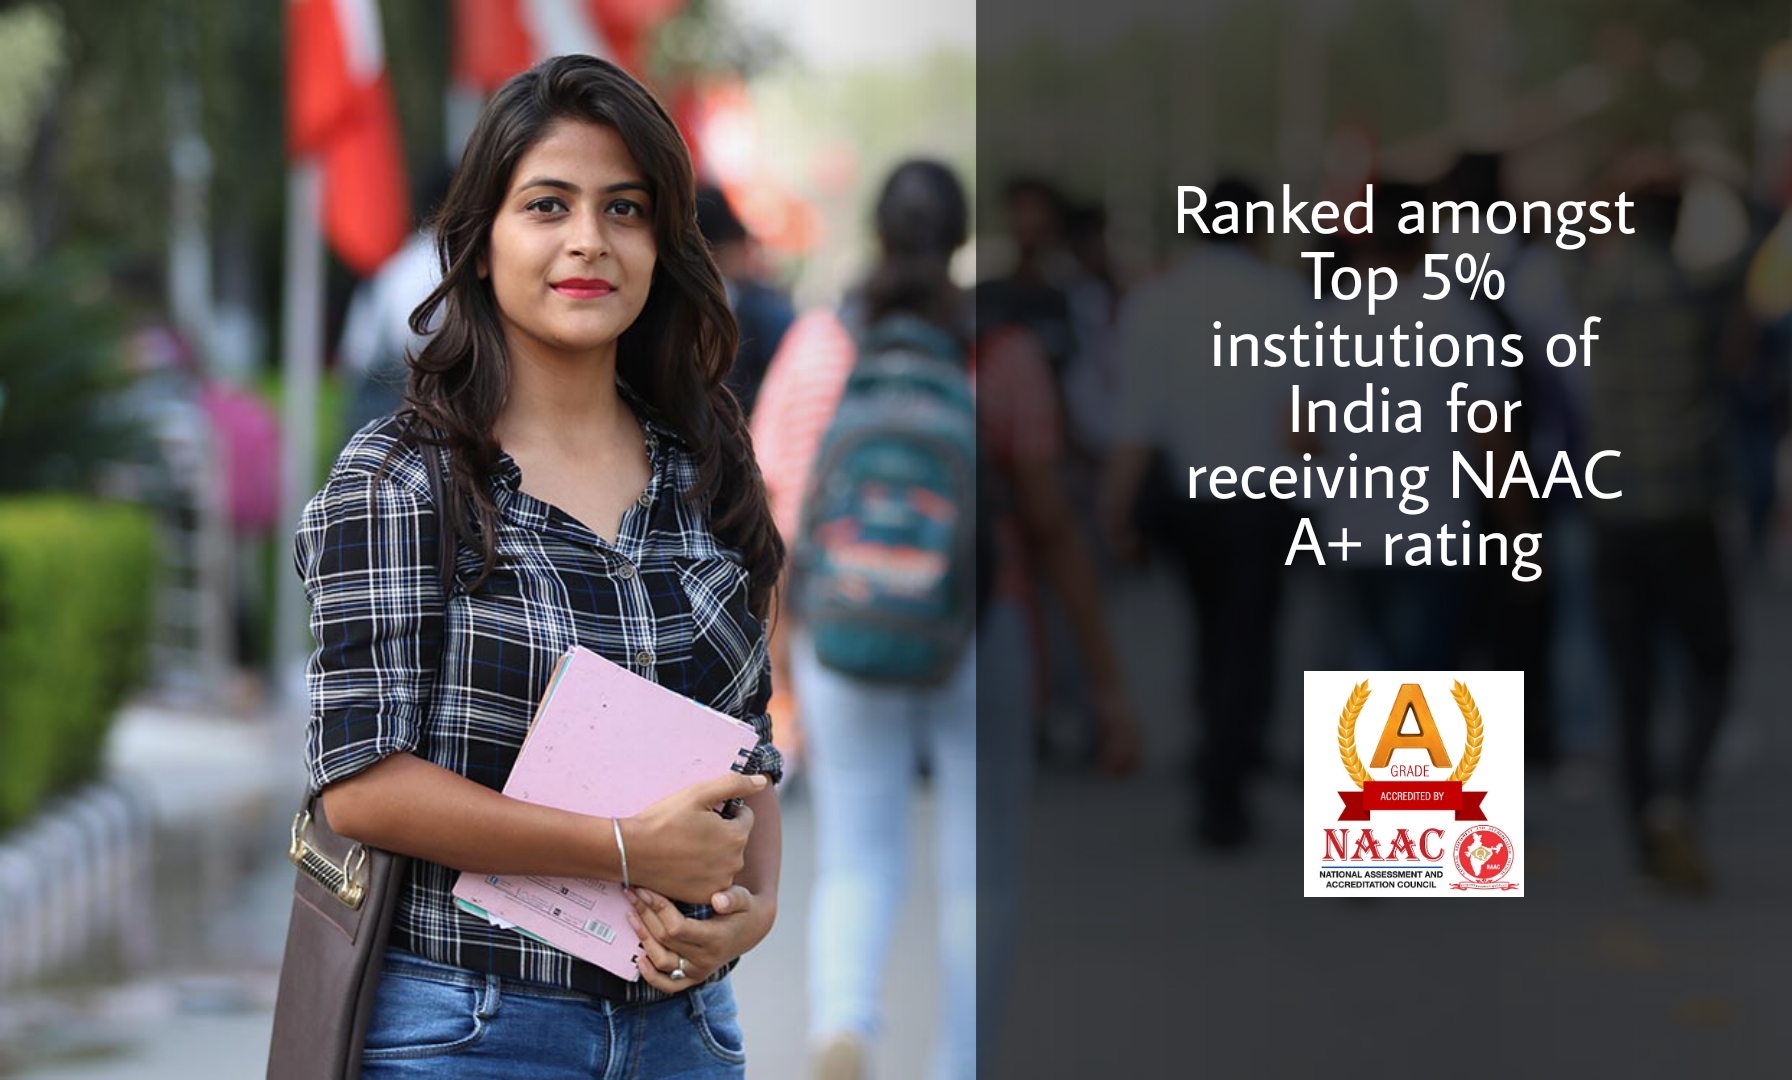 Ranked amongst
Top 5%
institutions of
India for
receiving NAAC
A+ rating
A
GRADE
ACCREDITED BY
NAAC
NATIONAL ASSESSMENT AND
ACCREDITATION COUNCIL
NAAC